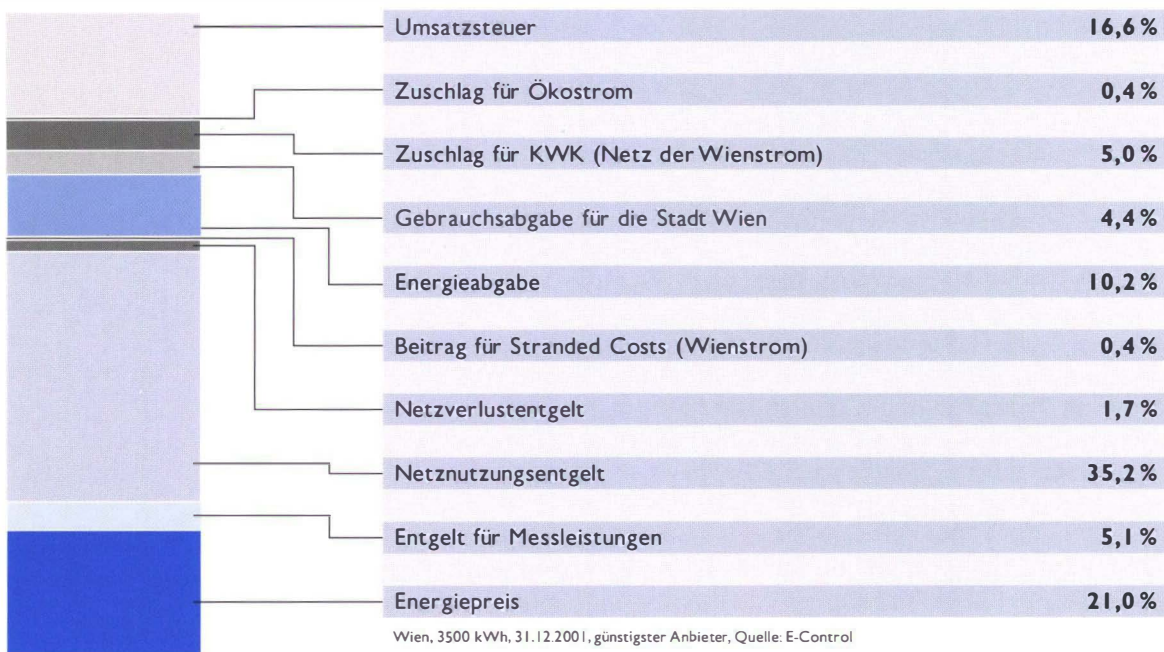 Umsatzsteuer 16,6 %
Zuschlag für Ökostrom 0,4 %
Zuschlag für KWK (Netz der Wienstrom) 5,0 %
Gebrauchsabgabe für die Stadt Wien 4,4 %
Energieabgabe 10,2 %
Beitrag für Stranded Costs (Wienstrom) 0,4 %
Netzverlustentgelt 1,7 %
Netznutzungsentgelt 35,2 %
Entgelt für Messleistungen 5,1 %
Energiepreis 21,0 %
Wien, 3500 kWh, 31.12.2001, günstigster Anbieter, Quelle: E-Control